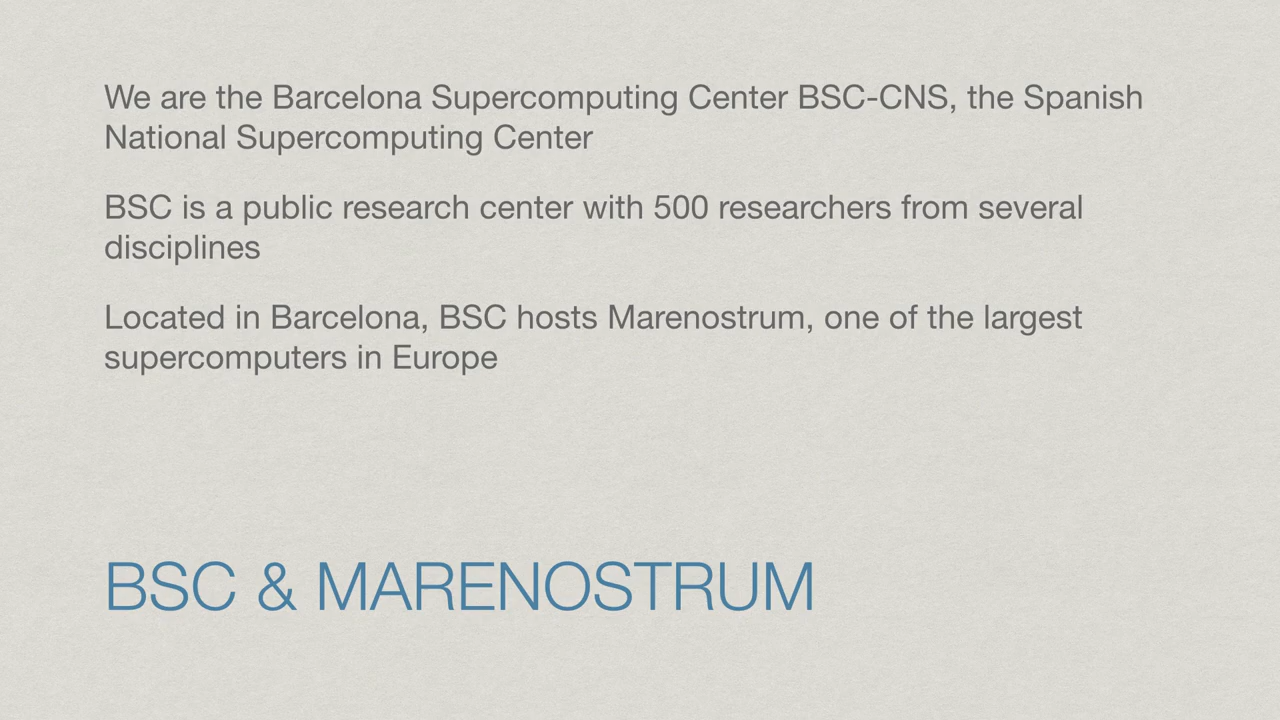 We are the Barcelona Supercomputing Center BSC-CNS, the Spanish
National Supercomputing Center
BSC is a public research center with 500 researchers from several
disciplines
Located in Barcelona, BSC hosts Marenostrum, one of the largest
supercomputers in Europe
BSC & MARENOSTRUM